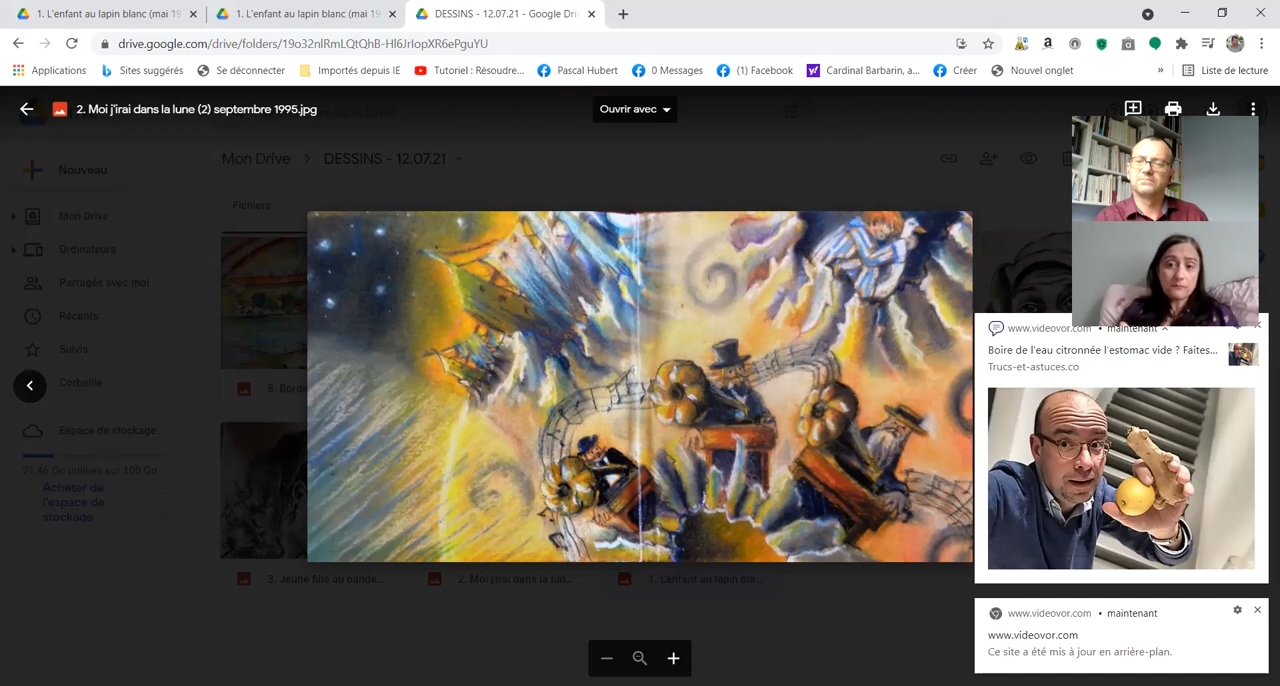 1. L'enfant au lapin blanc (mai 19
1. L'enfant au lapin blanc (mai 19
DESSINS - 12.07.21 - Google Dri
drive.google.com/drive/folders/19o32nlRmLQtQhB-Hl6JrIopXR6ePguYU
Applications
Sites suggérés
Se déconnecter
Importés depuis IE
Tutoriel : Résoudre...
Pascal Hubert
0 Messages
(1) Facebook
Cardinal Barbarin, a...
Créer
Nouvel onglet
»
Liste de lecture
2. Moi j'irai dans la lune (2) septembre 1995.jpg
Ouvrir avec
Mon Drive
DESSINS - 12.07.21
Nouveau
Fichiers
Mon Drive
Ordinateurs
Partagés avec moi
Récents
Suivis
Corbeille
8. Bords
Espace de stockage
23,46 Go utilisés sur 100 Go
Acheter de
l'espace de
stockage
3. Jeune fille au bande...
2. Moi j'irai dans la lun...
1. L'enfant au lapin bla...
www.videovor.com • maintenant
Boire de l'eau citronnée l'estomac vide ? Faites...
Trucs-et-astuces.co
www.videovor.com • maintenant
www.videovor.com
Ce site a été mis à jour en arrière-plan.